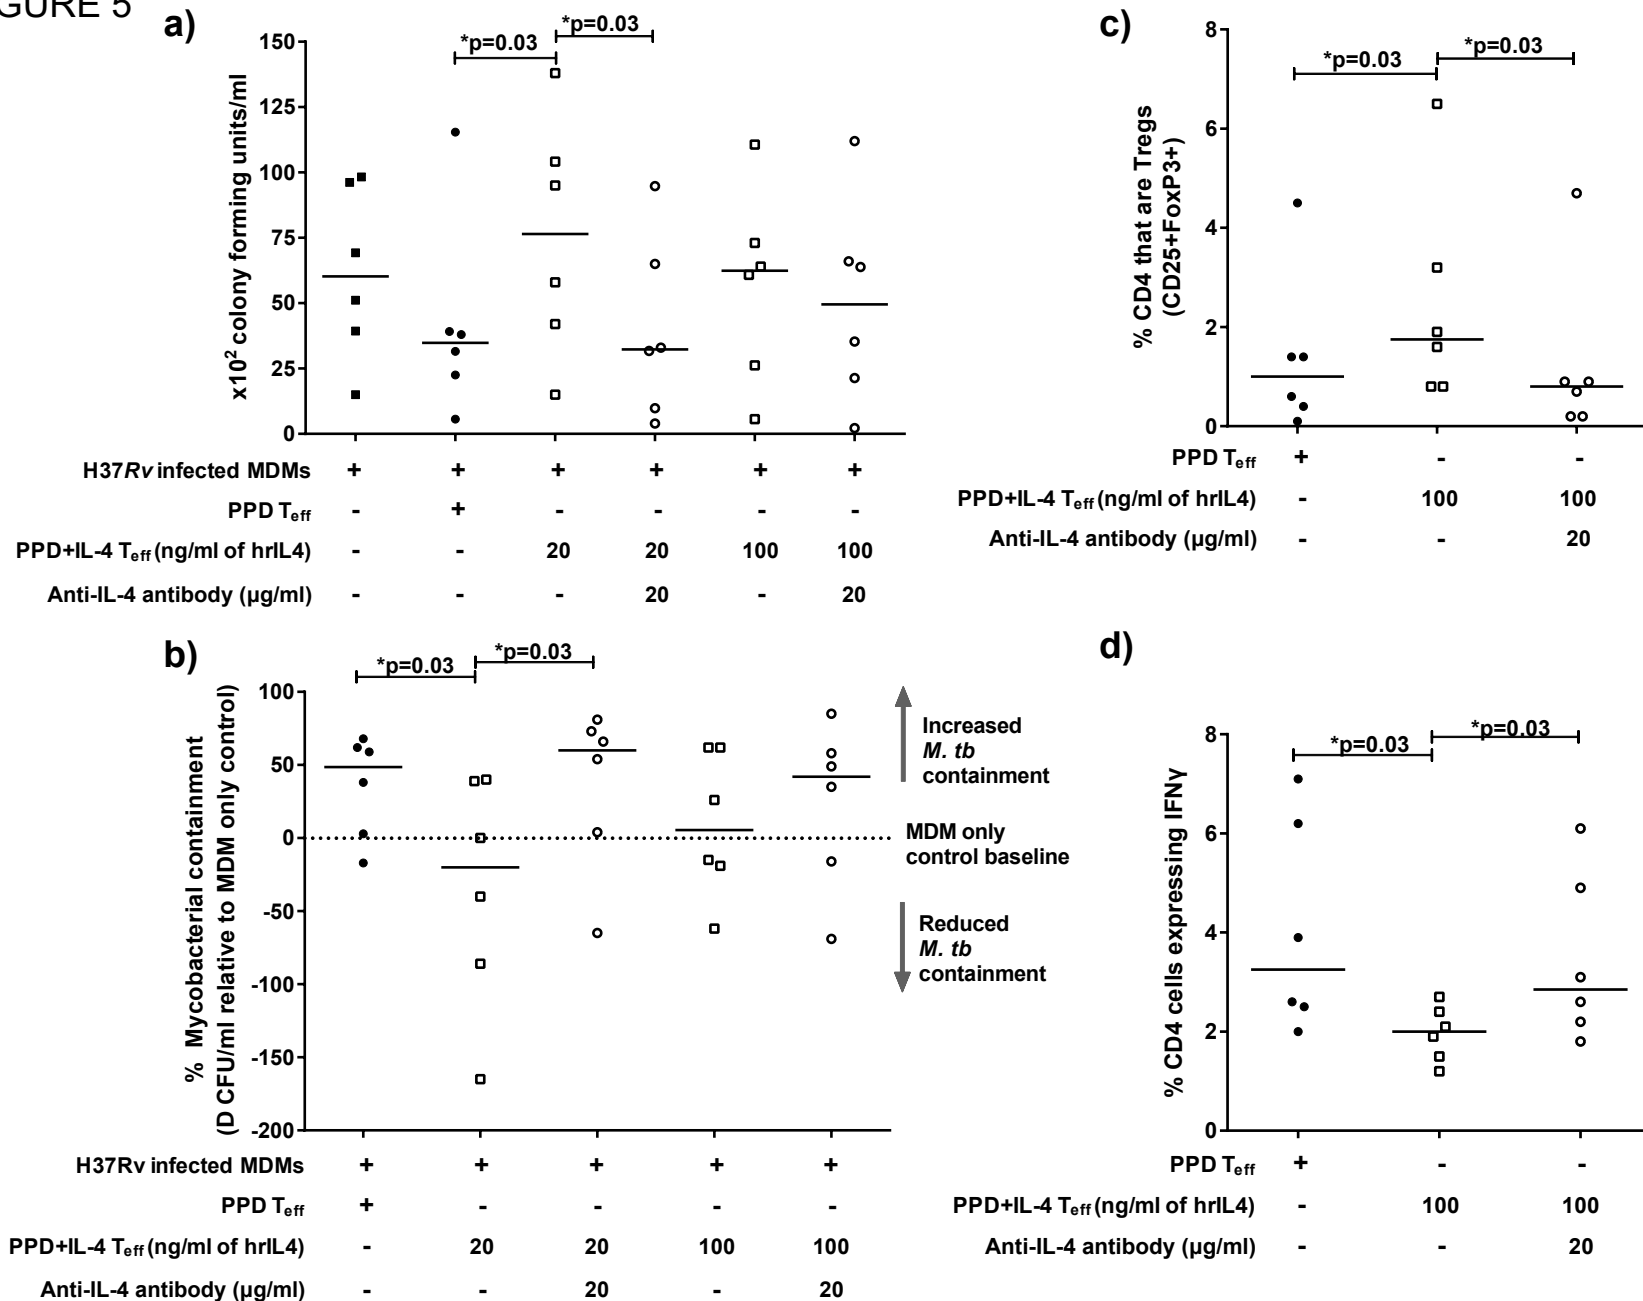 GURE 5
a)
*p=0.03
*p=0.03
150
125
100
75
50
25
0
x10² colony forming units/ml
H37Rv infected MDMs + + + + + +
PPD Teff - + - - - -
PPD+IL-4 Teff (ng/ml of hrIL4) - - 20 20 100 100
Anti-IL-4 antibody (µg/ml) - - - 20 - 20
b)
*p=0.03
*p=0.03
100
50
0
-50
-100
-150
-200
% Mycobacterial containment
(D CFU/ml relative to MDM only control)
Increased
M. tb
containment
MDM only
control baseline
Reduced
M. tb
containment
H37Rv infected MDMs + + + + +
PPD Teff + - - - -
PPD+IL-4 Teff (ng/ml of hrIL4) - 20 20 100 100
Anti-IL-4 antibody (µg/ml) - - 20 - 20
c)
*p=0.03
*p=0.03
8
6
4
2
0
% CD4 that are Tregs
(CD25+FoxP3+)
PPD Teff + - -
PPD+IL-4 Teff (ng/ml of hrIL4) - 100 100
Anti-IL-4 antibody (µg/ml) - - 20
d)
*p=0.03
*p=0.03
8
6
4
2
0
% CD4 cells expressing IFNγ
PPD Teff + - -
PPD+IL-4 Teff (ng/ml of hrIL4) - 100 100
Anti-IL-4 antibody (µg/ml) - - 20